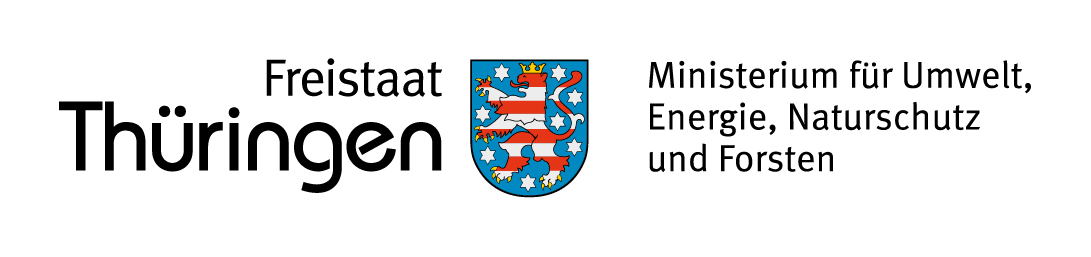 Freistaat
Thüringen
Ministerium für Umwelt,
Energie, Naturschutz
und Forsten